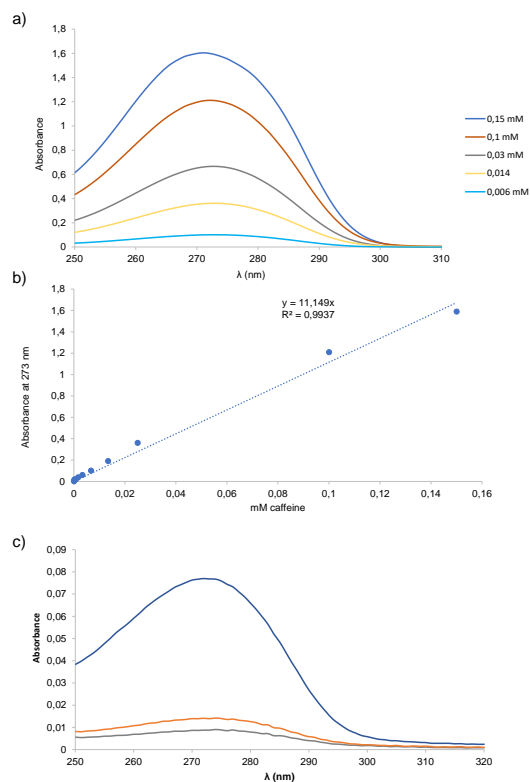 a)
1,8
1,6
1,4
1,2
1
0,8
0,6
0,4
0,2
0
Absorbance
250 260 270 280 290 300 310
λ (nm)
0,15 mM
0,1 mM
0,03 mM
0,014
0,006 mM
b)
1,8
1,6
1,4
1,2
1
0,8
0,6
0,4
0,2
0
Absorbance at 273 nm
y = 11,149x
R² = 0,9937
0 0,02 0,04 0,06 0,08 0,1 0,12 0,14 0,16
mM caffeine
c)
0,09
0,08
0,07
0,06
0,05
0,04
0,03
0,02
0,01
0
Absorbance
250 260 270 280 290 300 310 320
λ (nm)